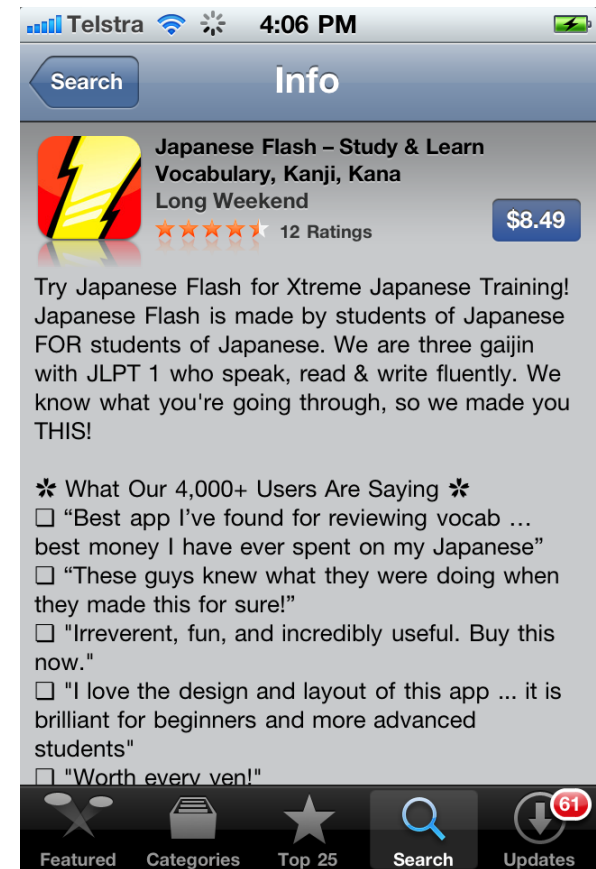 Telstra 4:06 PM
Search Info
Japanese Flash – Study & Learn
Vocabulary, Kanji, Kana
Long Weekend
12 Ratings
$8.49
Try Japanese Flash for Xtreme Japanese Training!
Japanese Flash is made by students of Japanese
FOR students of Japanese. We are three gaijin
with JLPT 1 who speak, read & write fluently. We
know what you're going through, so we made you
THIS!
✲ What Our 4,000+ Users Are Saying ✲
❏ “Best app I’ve found for reviewing vocab …
best money I have ever spent on my Japanese”
❏ “These guys knew what they were doing when
they made this for sure!”
❏ "Irreverent, fun, and incredibly useful. Buy this
now."
❏ "I love the design and layout of this app ... it is
brilliant for beginners and more advanced
students"
❏ "Worth every yen!"
61
Featured Categories Top 25 Search Updates